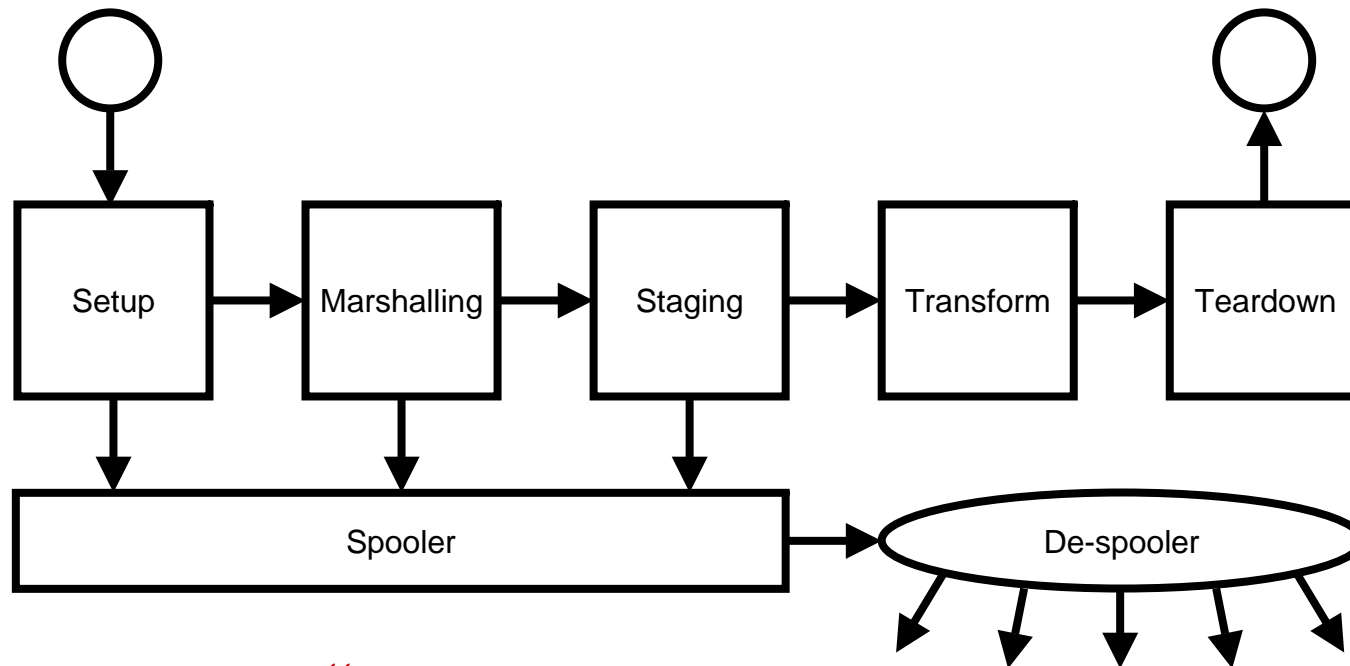 Setup
Marshalling
Staging
Transform
Teardown
Spooler
De-spooler